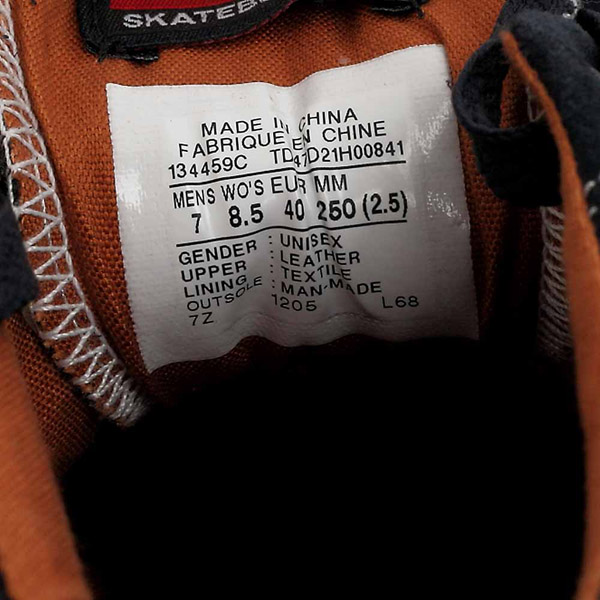 SKATEB
MADE IN CHINA
FABRIQUE EN CHINE
134459C TD47D21H00841
MENS WO'S EUR MM
7 8.5 40 250 (2.5)
GENDER : UNISEX
UPPER : LEATHER
LINING : TEXTILE
OUTSOLE : MAN-MADE
7Z 1205 L68